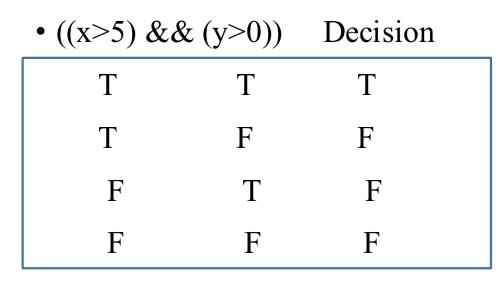 • ((x>5) && (y>0)) Decision
T T T
T F F
F T F
F F F